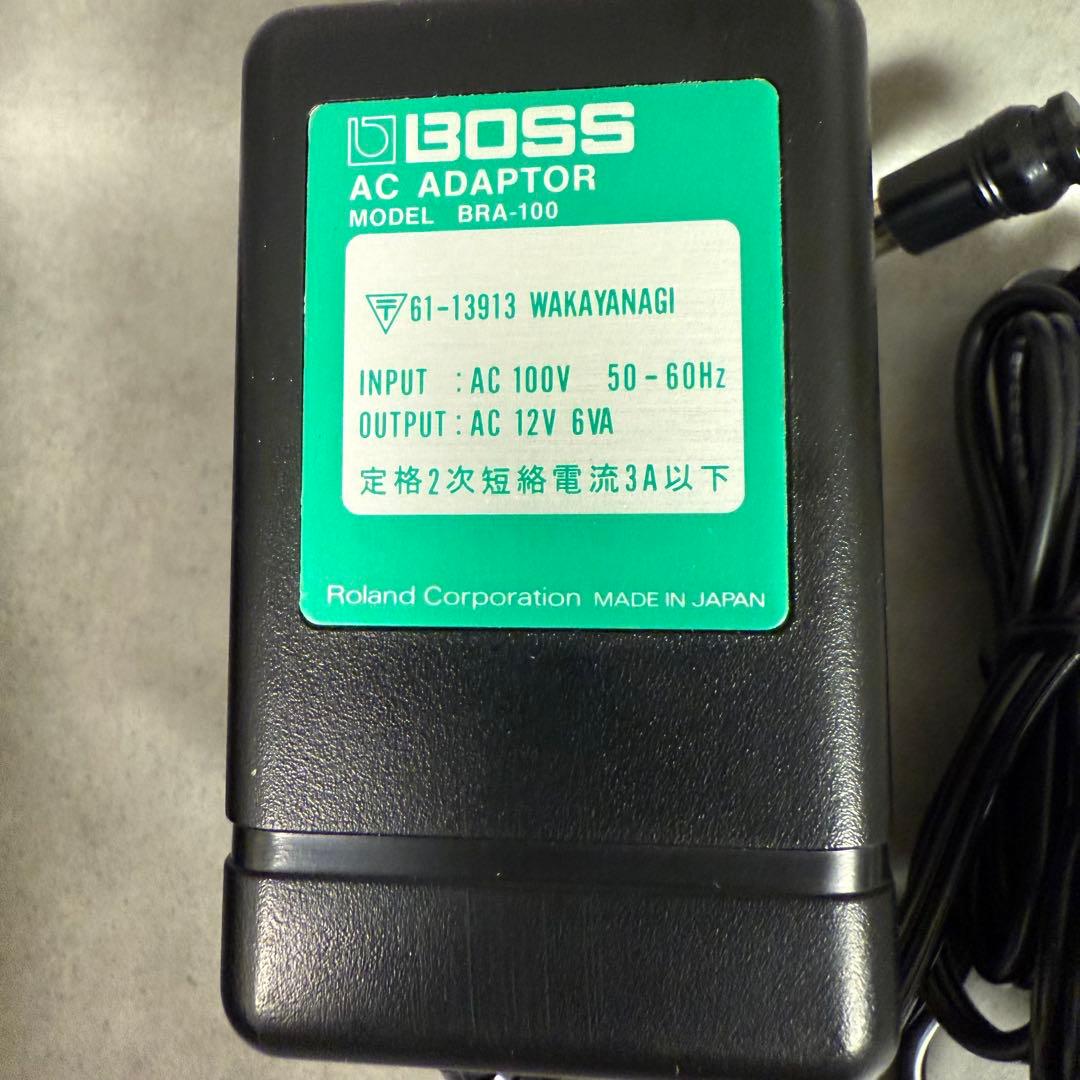 BOSS
AC ADAPTOR
MODEL BRA-100
〒61-13913 WAKAYANAGI
INPUT : AC 100V 50-60Hz
OUTPUT : AC 12V 6VA
定格2次短絡電流3A以下
Roland Corporation MADE IN JAPAN